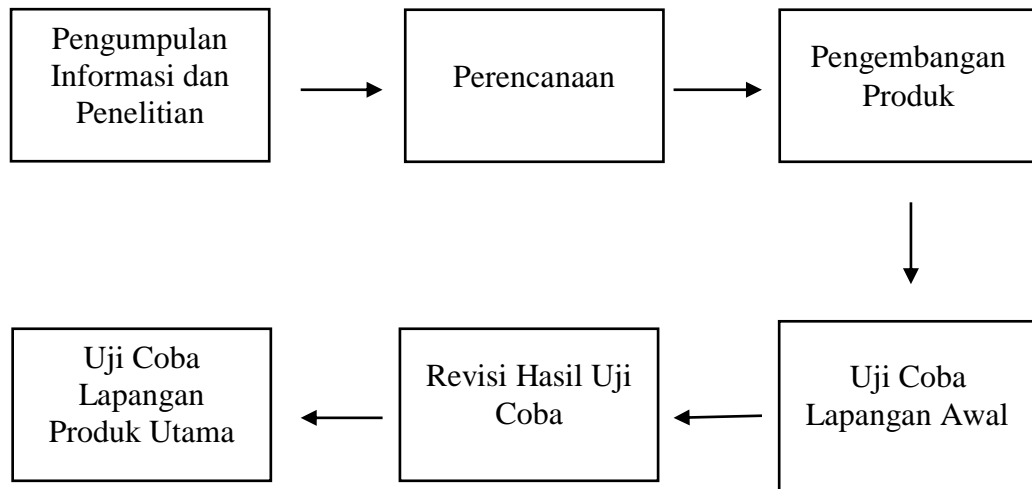 Pengumpulan
Informasi dan
Penelitian
Perencanaan
Pengembangan
Produk
Uji Coba
Lapangan Awal
Revisi Hasil Uji
Coba
Uji Coba
Lapangan
Produk Utama